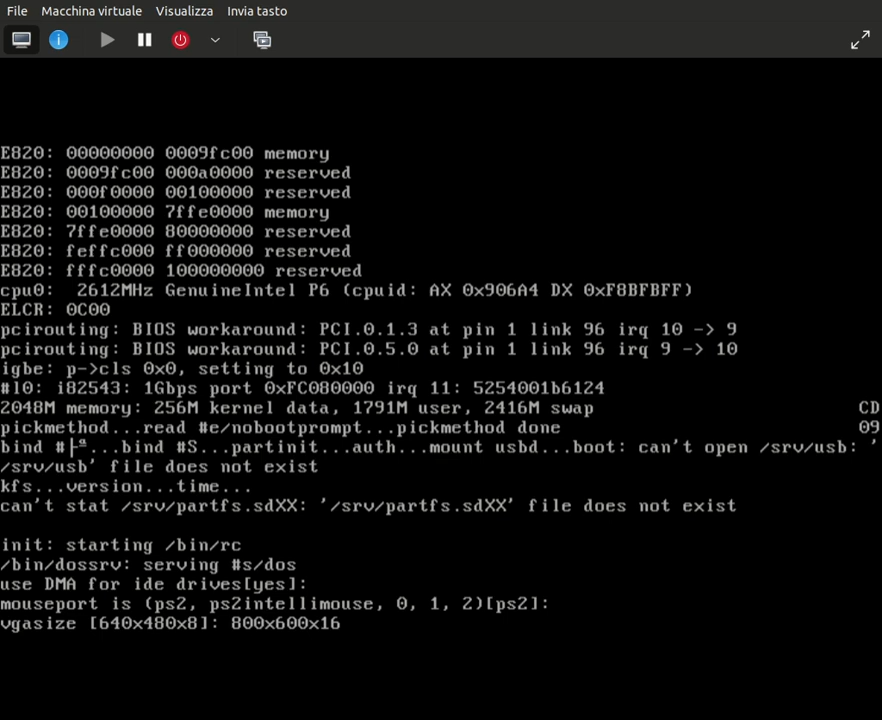 File Macchina virtuale Visualizza Invia tasto
E820: 00000000 0009fc00 memory
E820: 0009fc00 000a0000 reserved
E820: 000f0000 00100000 reserved
E820: 00100000 7ffe0000 memory
E820: 7ffe0000 80000000 reserved
E820: feffc000 ff000000 reserved
E820: fffc0000 100000000 reserved
cpu0:  2612MHz GenuineIntel P6 (cpuid: AX 0x906A4 DX 0xF8BFBFF)
ELCR: 0C00
pcirouting: BIOS workaround: PCI.0.1.3 at pin 1 link 96 irq 10 -> 9
pcirouting: BIOS workaround: PCI.0.5.0 at pin 1 link 96 irq 9 -> 10
igbe: p->cls 0x0, setting to 0x10
#l0: i82543: 1Gbps port 0xFC080000 irq 11: 5254001b6124
2048M memory: 256M kernel data, 1791M user, 2416M swap CD
pickmethod...read #e/nobootprompt...pickmethod done 09
bind #├ª...bind #S...partinit...auth...mount usbd...boot: can't open /srv/usb: '
/srv/usb' file does not exist
kfs...version...time...
can't stat /srv/partfs.sdXX: '/srv/partfs.sdXX' file does not exist
init: starting /bin/rc
/bin/dossrv: serving #s/dos
use DMA for ide drives[yes]:
mouseport is (ps2, ps2intellimouse, 0, 1, 2)[ps2]:
vgasize [640x480x8]: 800x600x16